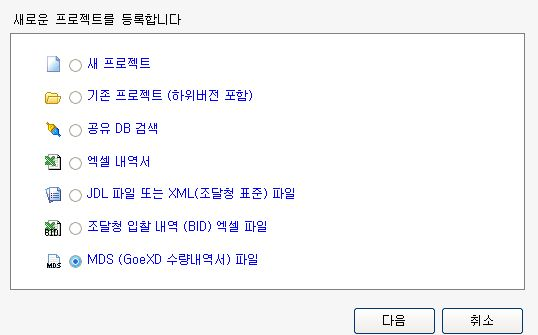 새로운 프로젝트를 등록합니다
새 프로젝트
기존 프로젝트 (하위버전 포함)
공유 DB 검색
엑셀 내역서
JDL 파일 또는 XML(조달청 표준) 파일
BID
조달청 입찰 내역 (BID) 엑셀 파일
MDS
MDS (GoeXD 수량내역서) 파일
다음
취소